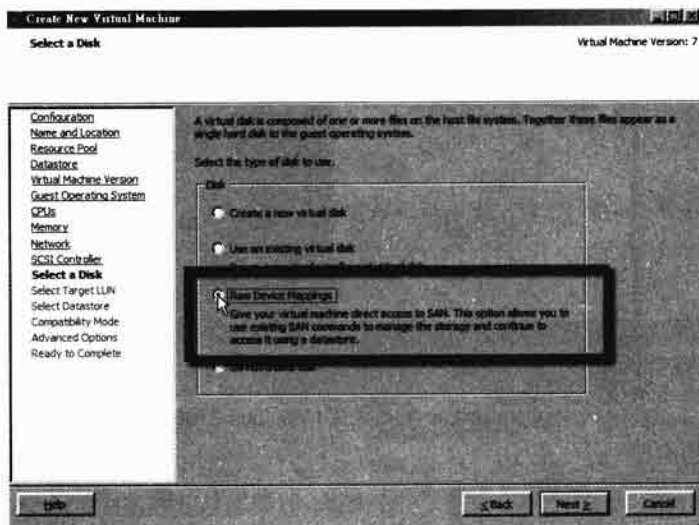 Create New Virtual Machine
Select a Disk
Virtual Machine Version: 7
Configuration
Name and Location
Resource Pool
Datastore
Virtual Machine Version
Guest Operating System
CPUs
Memory
Network
SCSI Controller
Select a Disk
Select Target LUN
Select Datastore
Compatibility Mode
Advanced Options
Ready to Complete
A virtual disk is composed of one or more files on the host file system. Together these files appear as a
single hard disk to the guest operating system.
Select the type of disk to use.
Disk
Create a new virtual disk
Use an existing virtual disk
Raw Device Mappings
Give your virtual machine direct access to SAN. This option allows you to
use existing SAN commands to manage the storage and continue to
access it using a datastore.
Help
< Back
Next >
Cancel